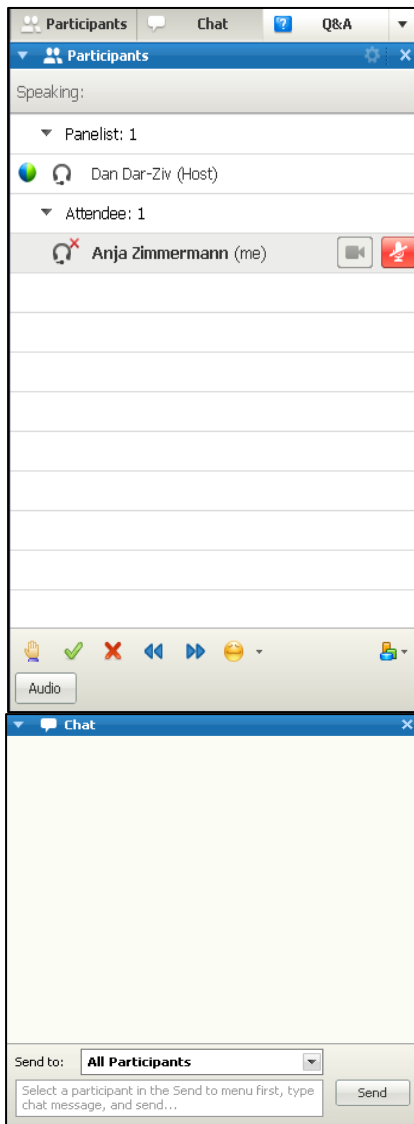 Participants Chat ? Q&A
Participants
Speaking:
Panelist: 1
Dan Dar-Ziv (Host)
Attendee: 1
Anja Zimmermann (me)
Audio
Chat
Send to: All Participants
Select a participant in the Send to menu first, type
chat message, and send...
Send